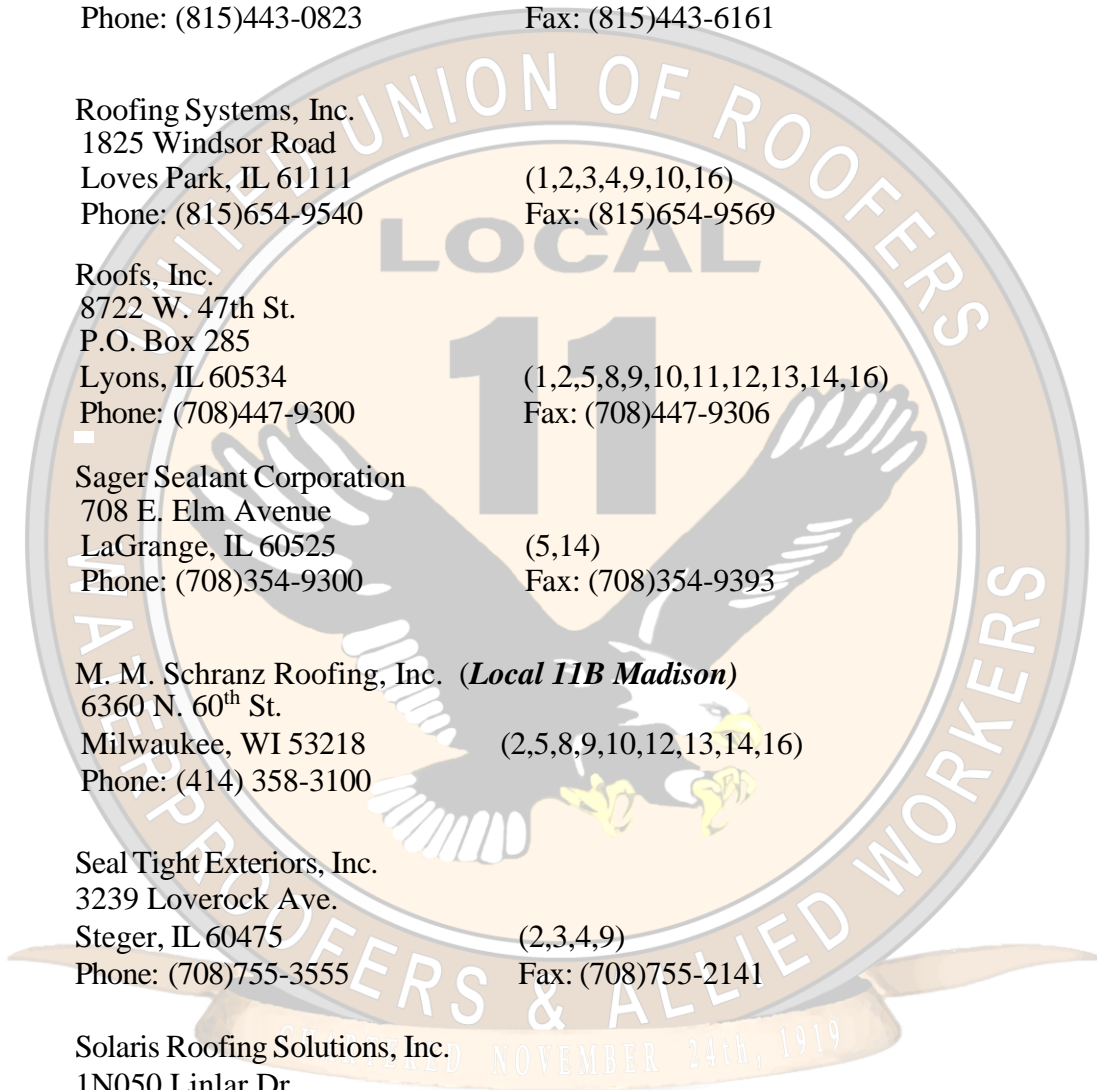 Phone: (815)443-0823 Fax: (815)443-6161
Roofing Systems, Inc.
1825 Windsor Road
Loves Park, IL 61111 (1,2,3,4,9,10,16)
Phone: (815)654-9540 Fax: (815)654-9569
Roofs, Inc.
8722 W. 47th St.
P.O. Box 285
Lyons, IL 60534 (1,2,5,8,9,10,11,12,13,14,16)
Phone: (708)447-9300 Fax: (708)447-9306
Sager Sealant Corporation
708 E. Elm Avenue
LaGrange, IL 60525 (5,14)
Phone: (708)354-9300 Fax: (708)354-9393
M. M. Schranz Roofing, Inc. (Local 11B Madison)
6360 N. 60th St.
Milwaukee, WI 53218 (2,5,8,9,10,12,13,14,16)
Phone: (414) 358-3100
Seal Tight Exteriors, Inc.
3239 Loverock Ave.
Steger, IL 60475 (2,3,4,9)
Phone: (708)755-3555 Fax: (708)755-2141
Solaris Roofing Solutions, Inc.
1N050 Linlar Dr
UNITED UNION OF ROOFERS
LOCAL
11
WATERPROOFERS & ALLIED WORKERS
CHARTERED NOVEMBER 24th, 1919